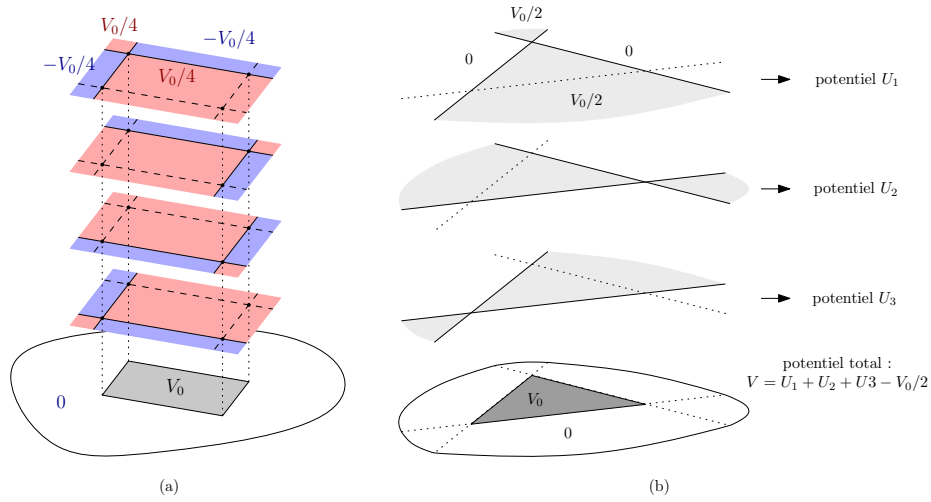 V₀/4
−V₀/4
−V₀/4
V₀/4
V₀
0
(a)
V₀/2
0
0
V₀/2
potentiel U₁
potentiel U₂
potentiel U₃
potentiel total :
V = U₁ + U₂ + U3 − V₀/2
V₀
0
(b)